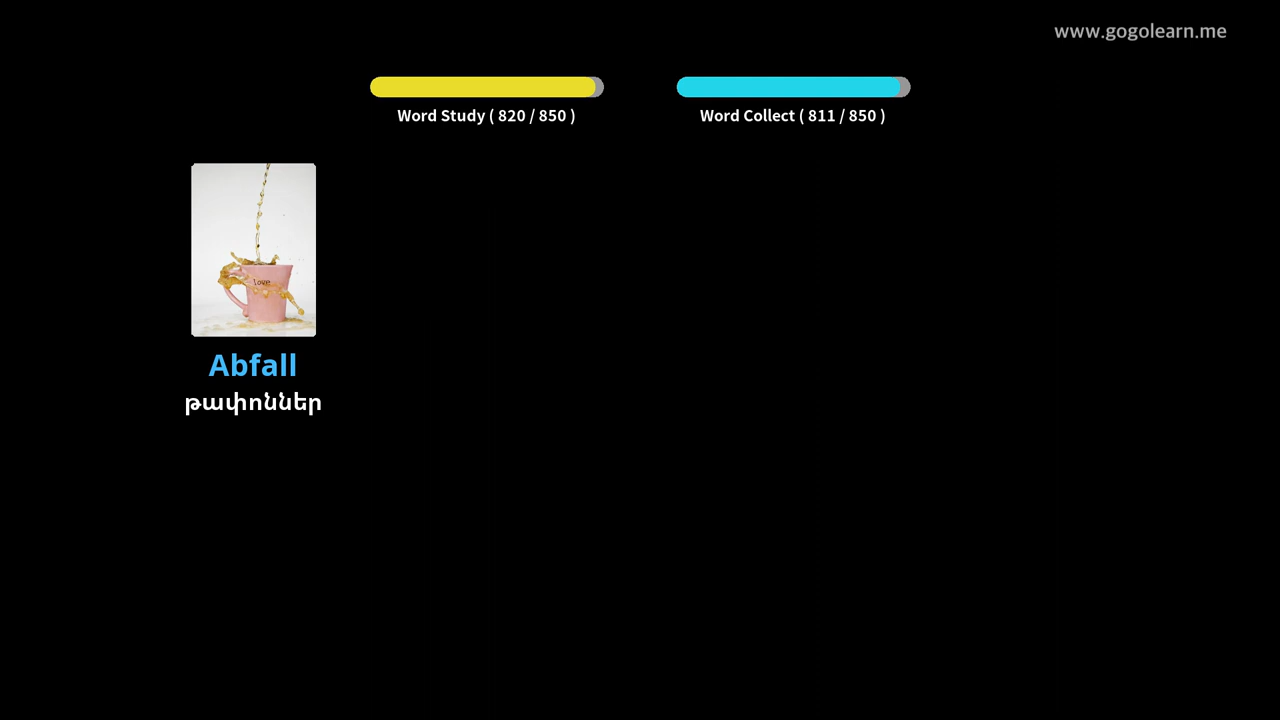 www.gogolearn.me
Word Study ( 820 / 850 )
Word Collect ( 811 / 850 )
love
Abfall
թափոններ